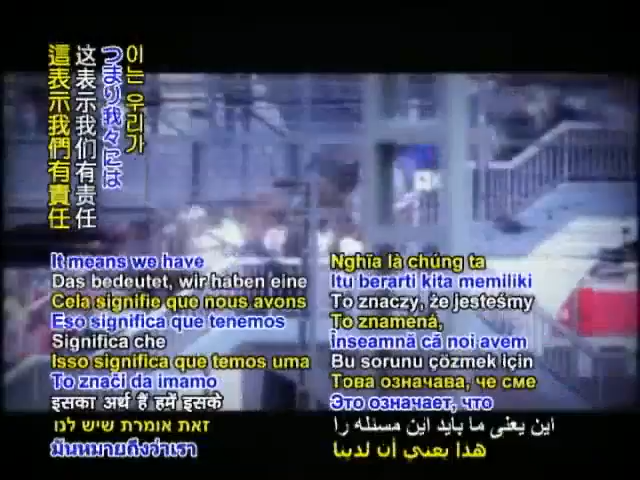 這表示我們有責任
这表示我们有责任
つまり我々には
이는 우리가
It means we have
Das bedeutet, wir haben eine
Cela signifie que nous avons
Eso significa que tenemos
Significa che
Isso significa que temos uma
To znači da imamo
इसका अर्थ हैं हमें इसके
זאת אומרת שיש לנו
มันหมายถึงว่าเรา
Nghĩa là chúng ta
Itu berarti kita memiliki
To znaczy, że jesteśmy
To znamená,
Înseamnă că noi avem
Bu sorunu çözmek için
Това означава, че сме
Это означает, что
این یعنی ما باید این مسئله را
هذا يعني أن لدينا